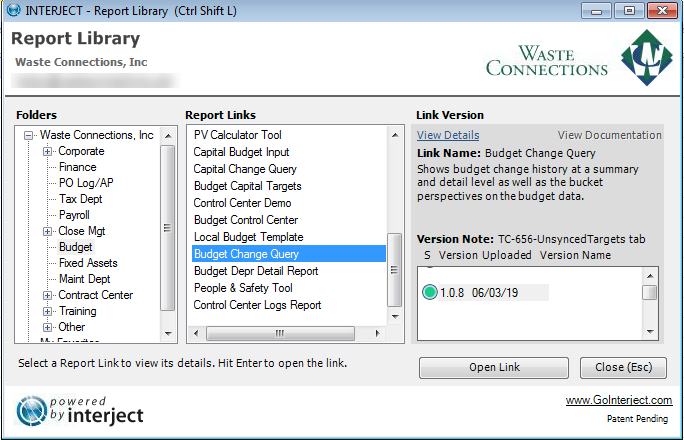 INTERJECT - Report Library (Ctrl Shift L)
Report Library
Waste Connections, Inc
WASTE
CONNECTIONS
Folders
Waste Connections, Inc
Corporate
Finance
PO Log/AP
Tax Dept
Payroll
Close Mgt
Budget
Fixed Assets
Maint Dept
Contract Center
Training
Other
Report Links
PV Calculator Tool
Capital Budget Input
Capital Change Query
Budget Capital Targets
Control Center Demo
Budget Control Center
Local Budget Template
Budget Change Query
Budget Depr Detail Report
People & Safety Tool
Control Center Logs Report
Link Version
View Details View Documentation
Link Name: Budget Change Query
Shows budget change history at a summary
and detail level as well as the bucket
perspectives on the budget data.
Version Note: TC-656-UnsyncedTargets tab
S Version Uploaded Version Name
1.0.8 06/03/19
Select a Report Link to view its details. Hit Enter to open the link.
Open Link
Close (Esc)
powered
by interject
www.GoInterject.com
Patent Pending